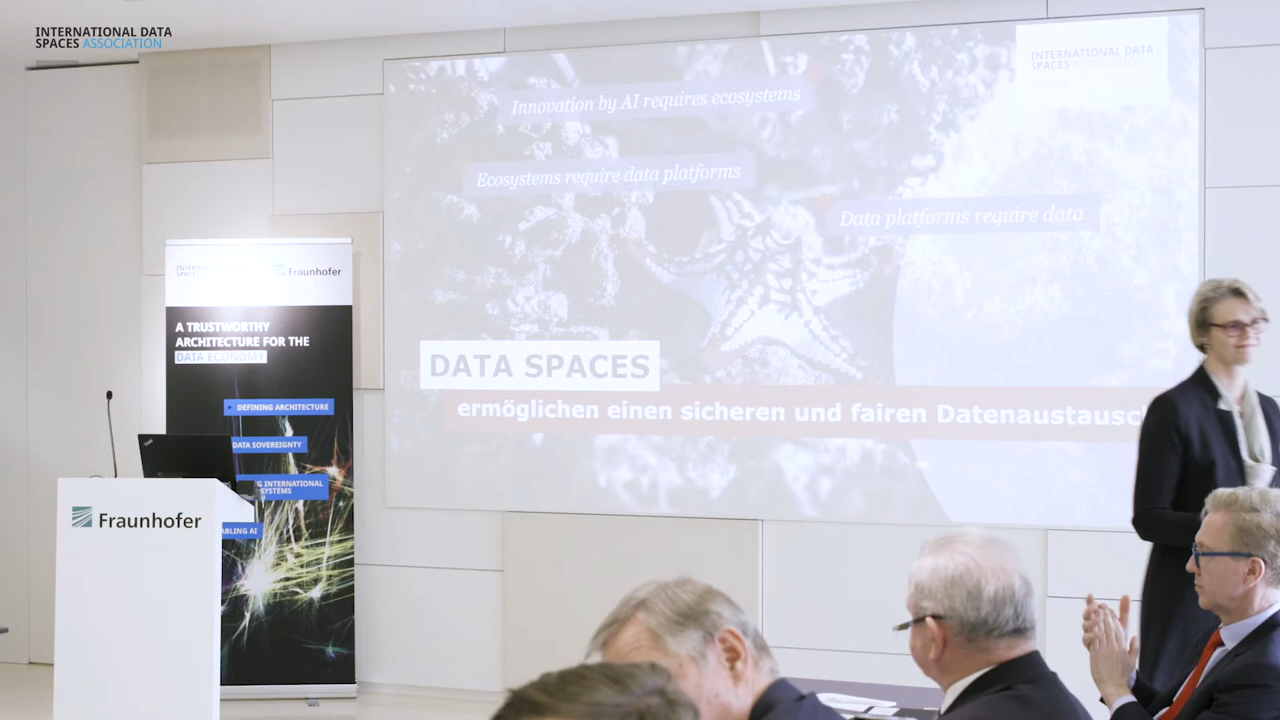 INTERNATIONAL DATA
SPACES ASSOCIATION
INTERNATIONAL DATA
SPACES ASSOCIATION
Innovation by AI requires ecosystems
Ecosystems require data platforms
Data platforms require data
DATA SPACES
ermöglichen einen sicheren und fairen Datenaustausch
Fraunhofer
A TRUSTWORTHY
ARCHITECTURE FOR THE
DATA ECONOMY
DEFINING ARCHITECTURE
DATA SOVEREIGNTY
INTERNATIONAL
SYSTEMS
Fraunhofer